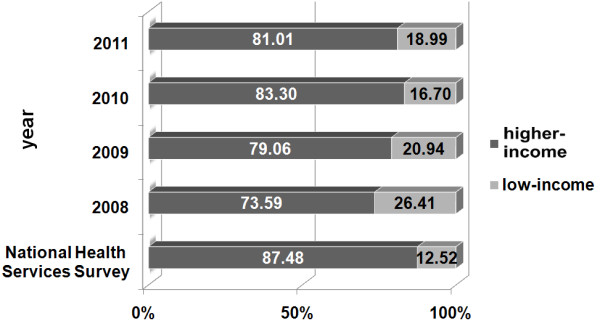 2011 81.01 18.99
2010 83.30 16.70
year
2009 79.06 20.94
higher-
income
low-income
2008 73.59 26.41
National Health
Services Survey
87.48 12.52
0% 50% 100%